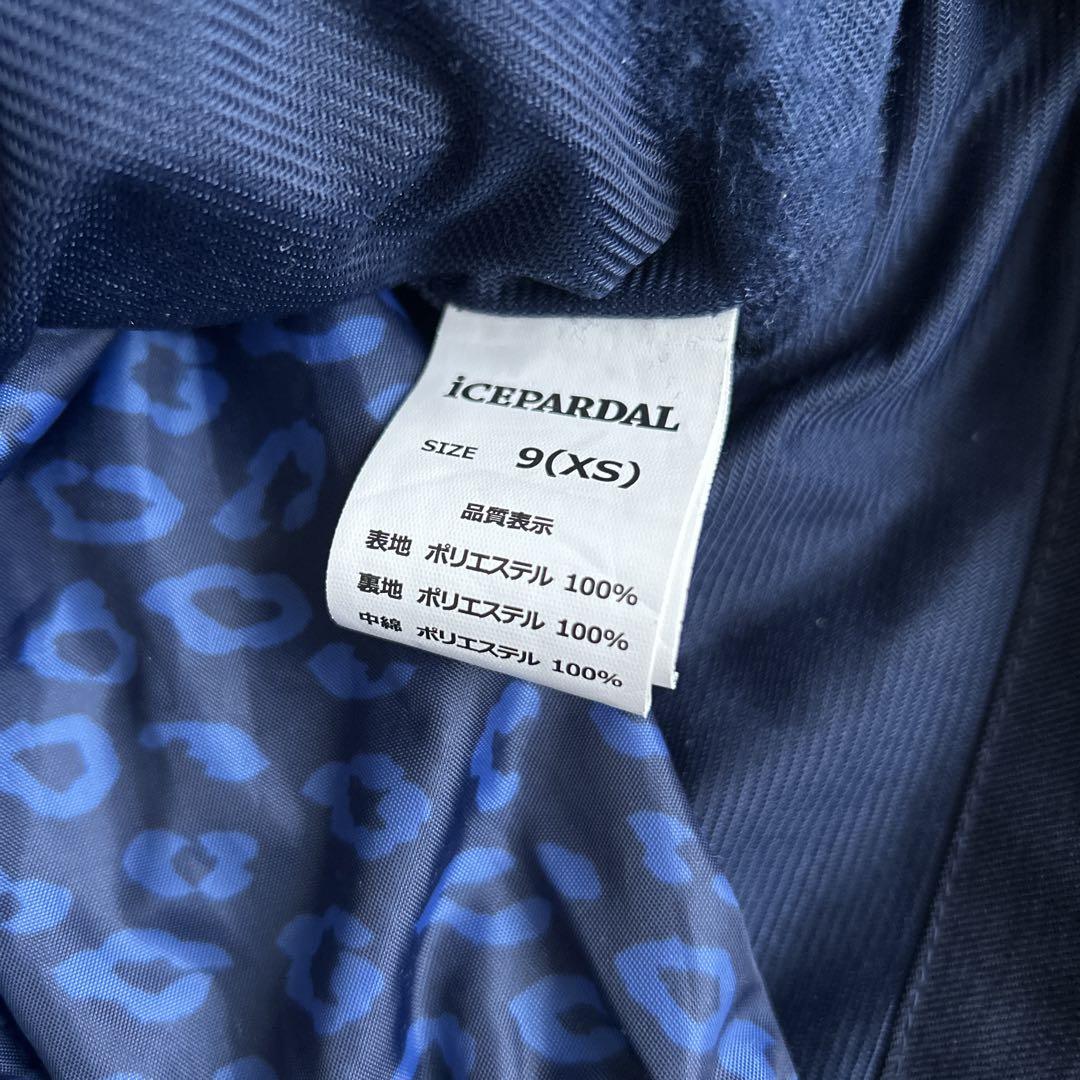 iCEPARDAL
SIZE 9(XS)
品質表示
表地 ポリエステル 100%
裏地 ポリエステル 100%
中綿 ポリエステル 100%